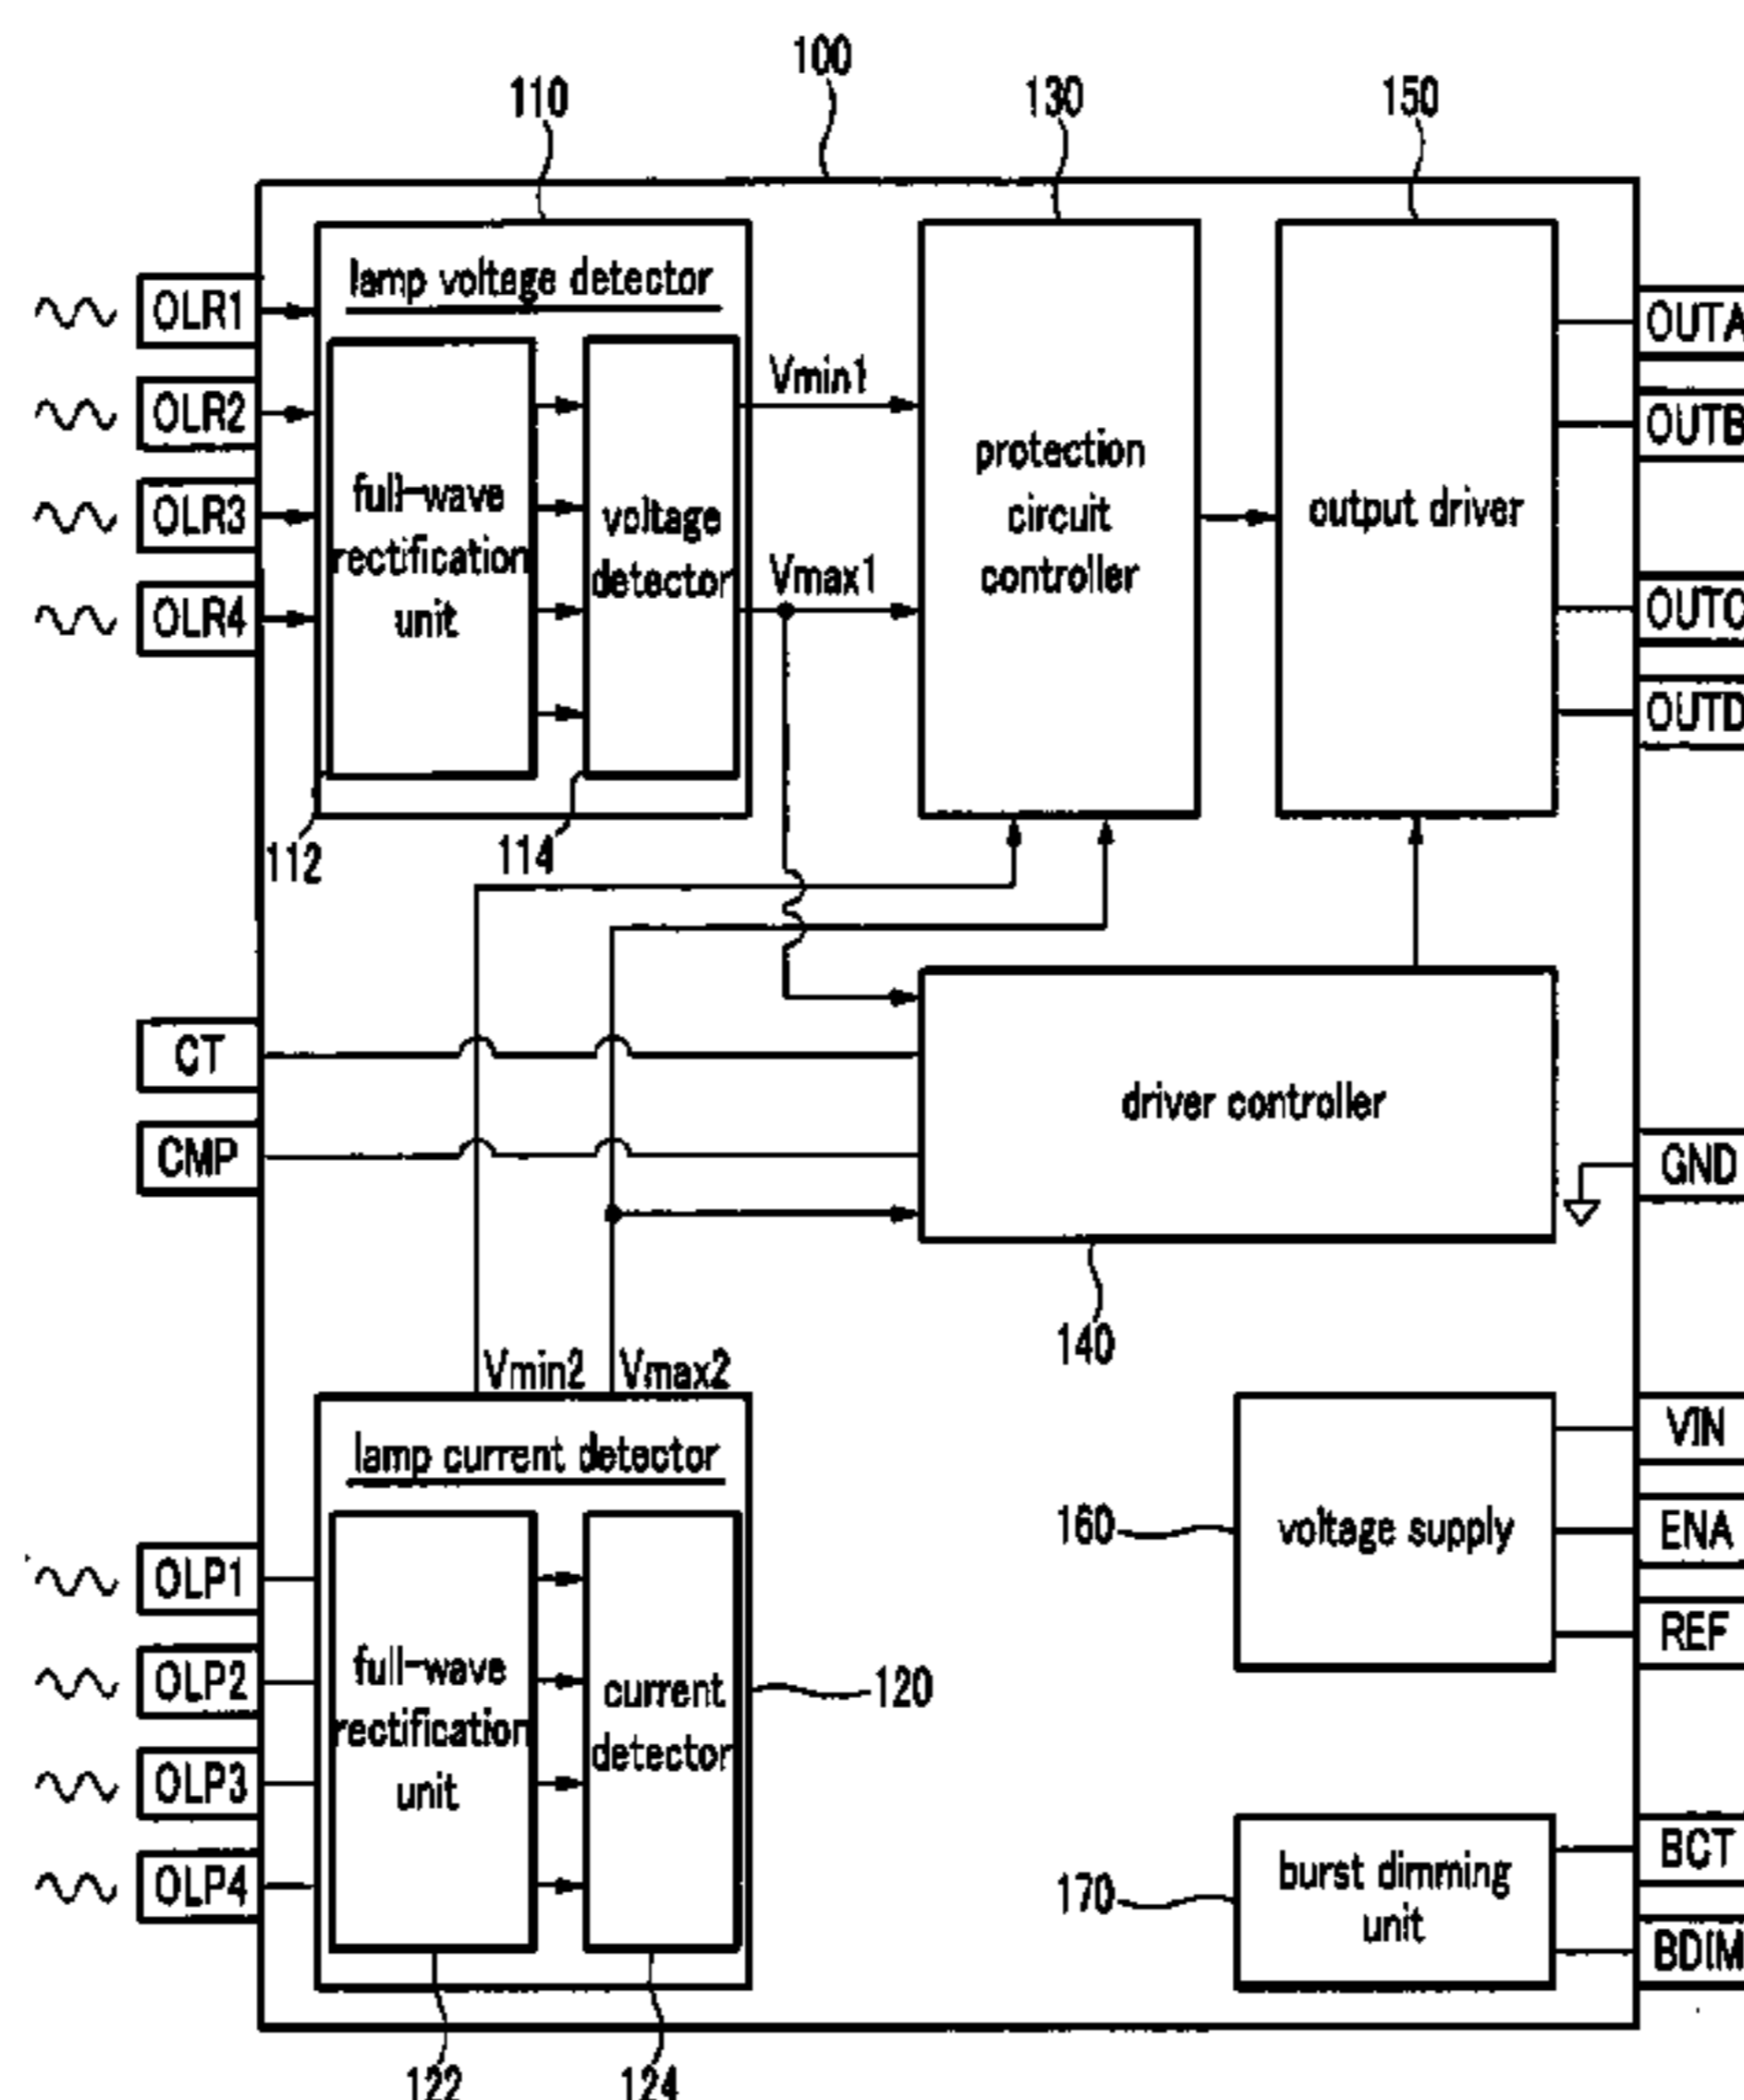 100
110
130
150
lamp voltage detector
OLR1
OLR2
OLR3
OLR4
full-wave
rectification
unit
voltage
detector
Vmin1
Vmax1
protection
circuit
controller
output driver
OUTA
OUTB
OUTC
OUTD
112
114
CT
CMP
driver controller
GND
140
Vmin2
Vmax2
lamp current detector
OLP1
OLP2
OLP3
OLP4
full-wave
rectification
unit
current
detector
120
160
voltage supply
VIN
ENA
REF
170
burst dimming
unit
BCT
BDIM
122
124